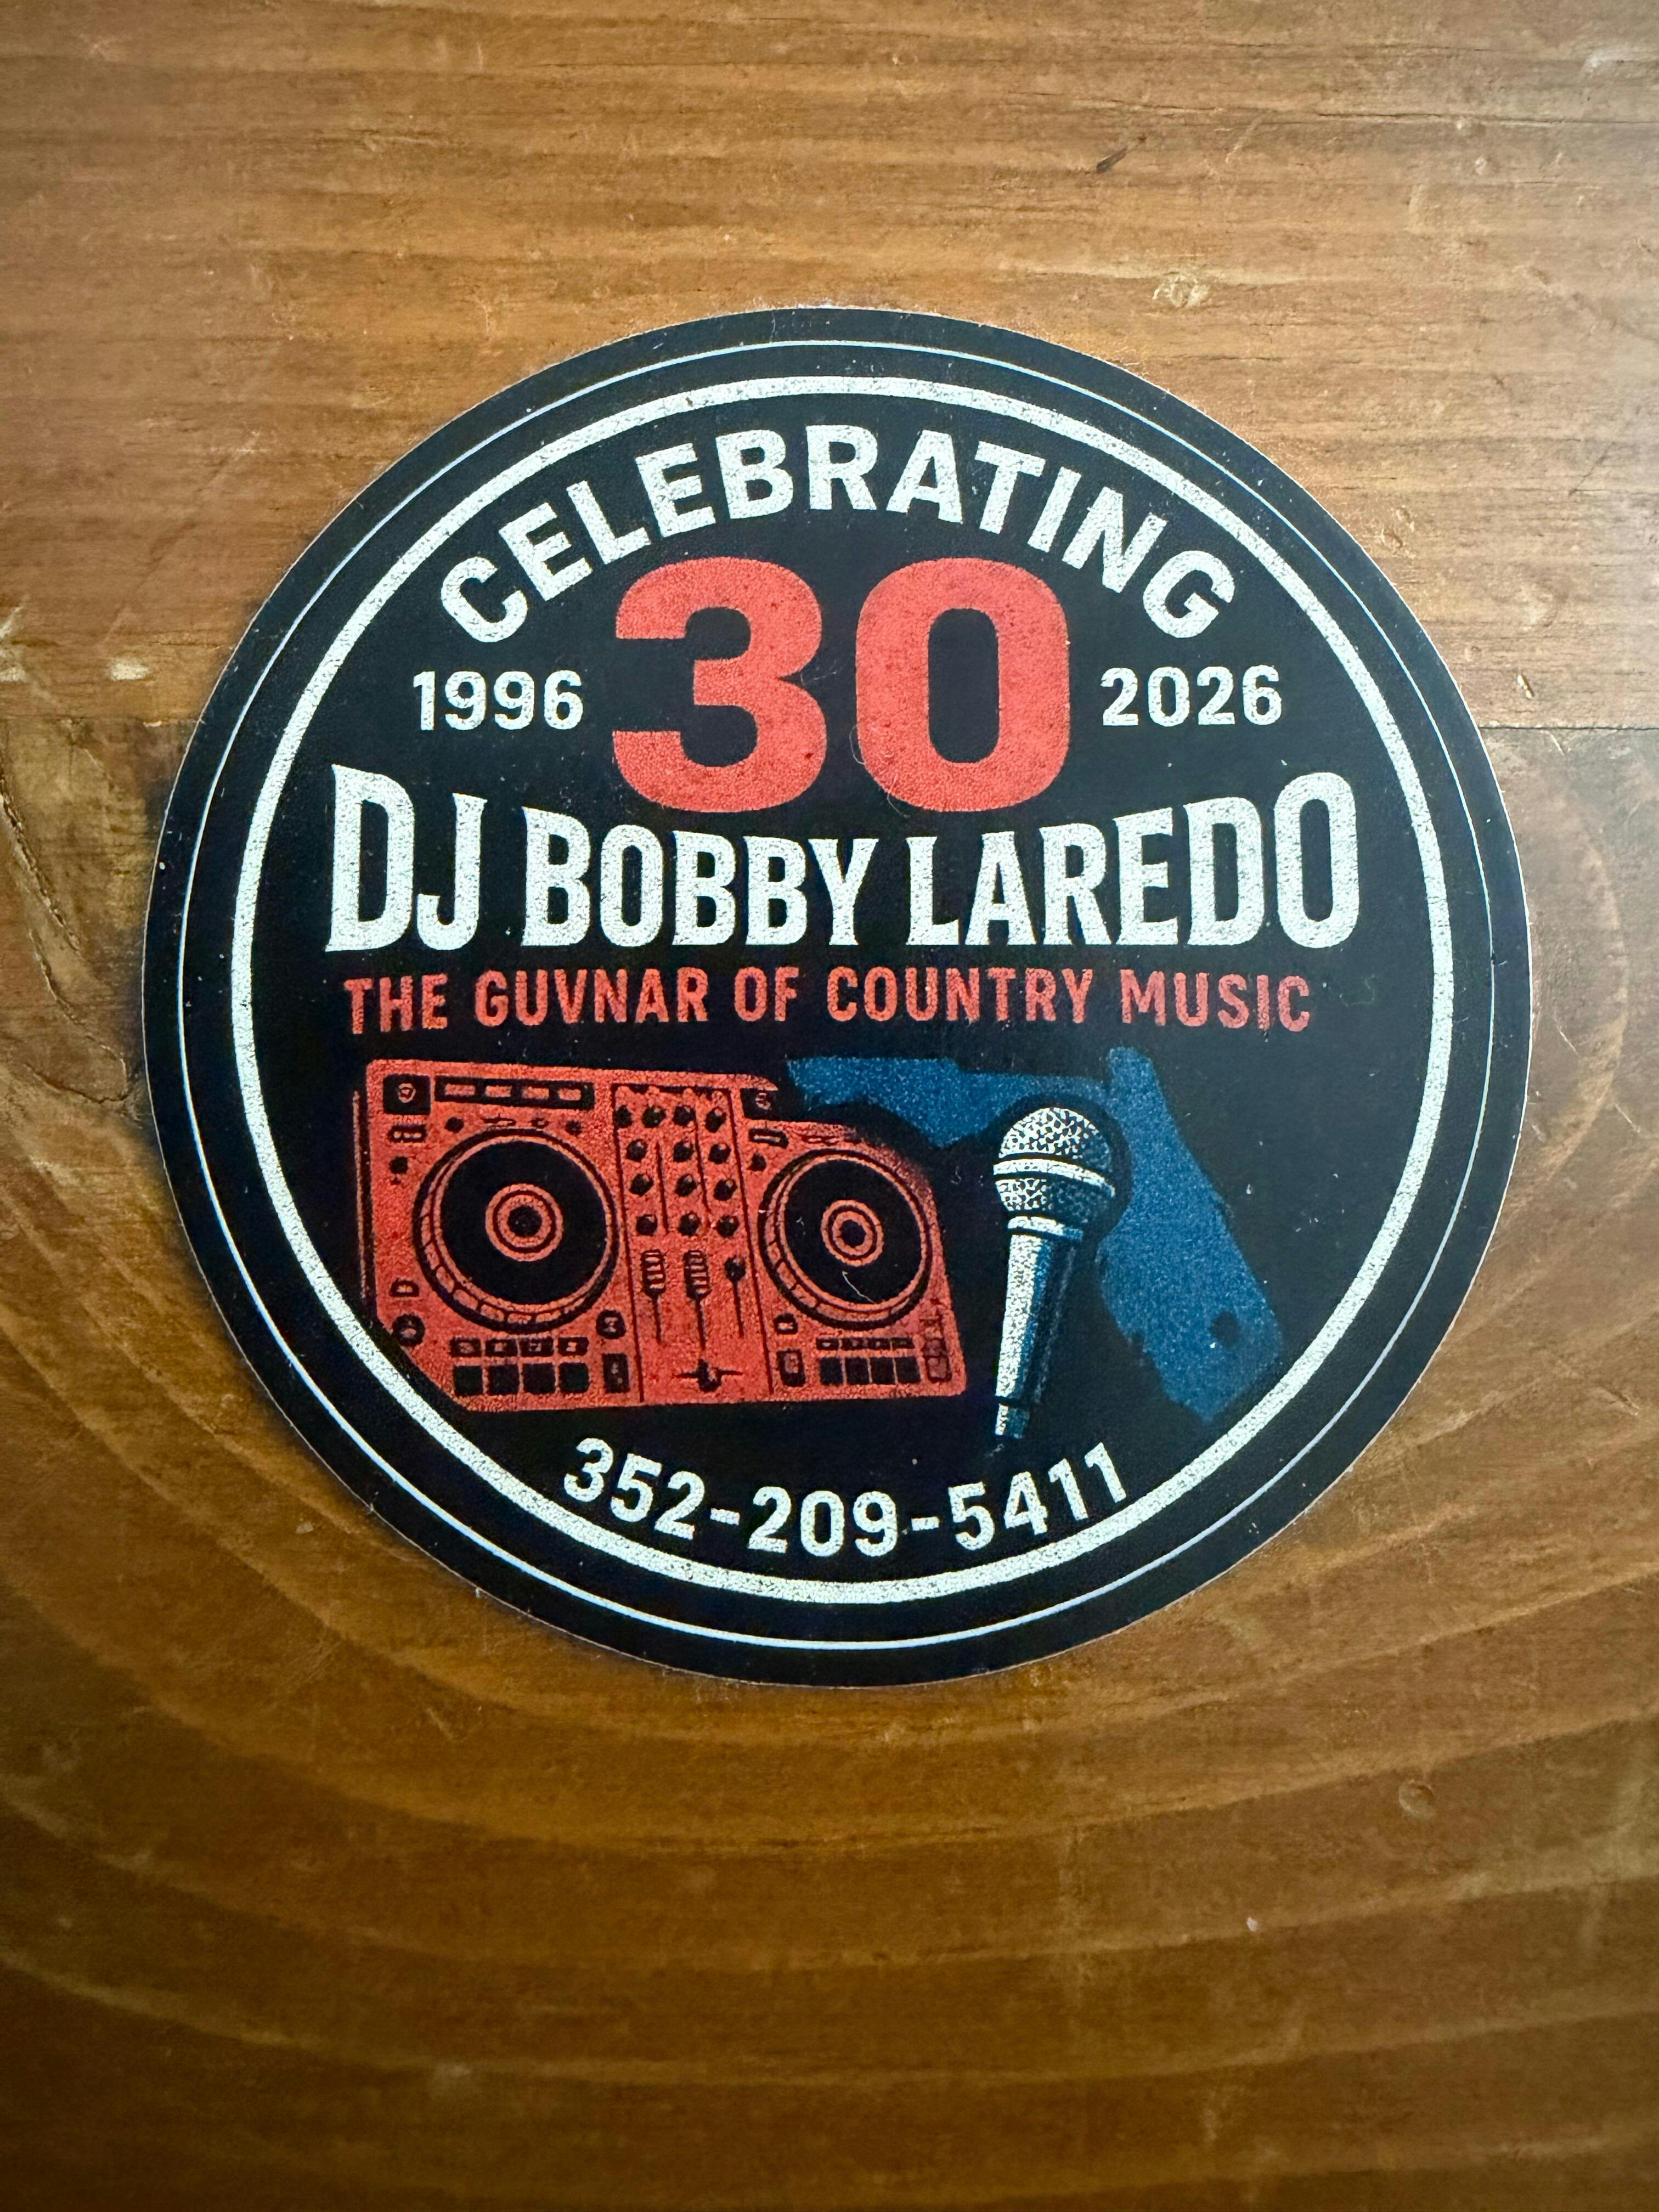 CELEBRATING
1996 30 2026
DJ BOBBY LAREDO
THE GUVNAR OF COUNTRY MUSIC
352-209-5411